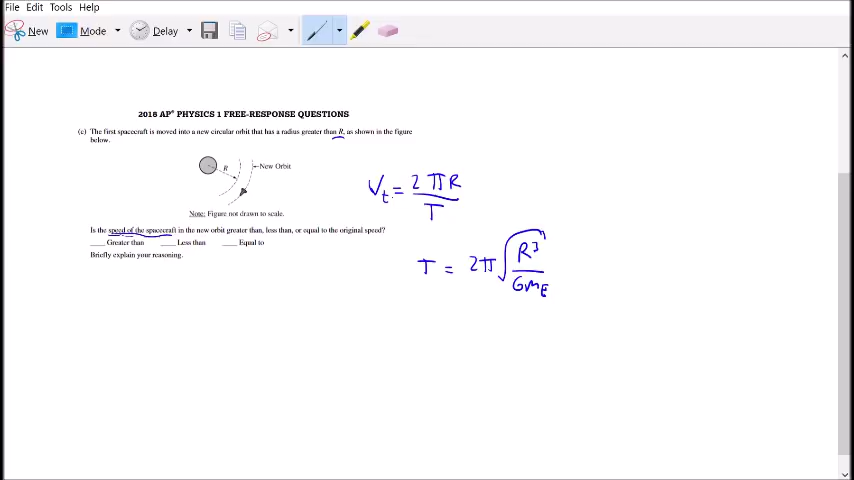 File Edit Tools Help
New Mode Delay
2018 AP® PHYSICS 1 FREE-RESPONSE QUESTIONS
(c) The first spacecraft is moved into a new circular orbit that has a radius greater than R, as shown in the figure
below.
R
New Orbit
Note: Figure not drawn to scale.
Is the speed of the spacecraft in the new orbit greater than, less than, or equal to the original speed?
____ Greater than ____ Less than ____ Equal to
Briefly explain your reasoning.
V_t = 2πR / T
T = 2π √(R³ / Gm_E)